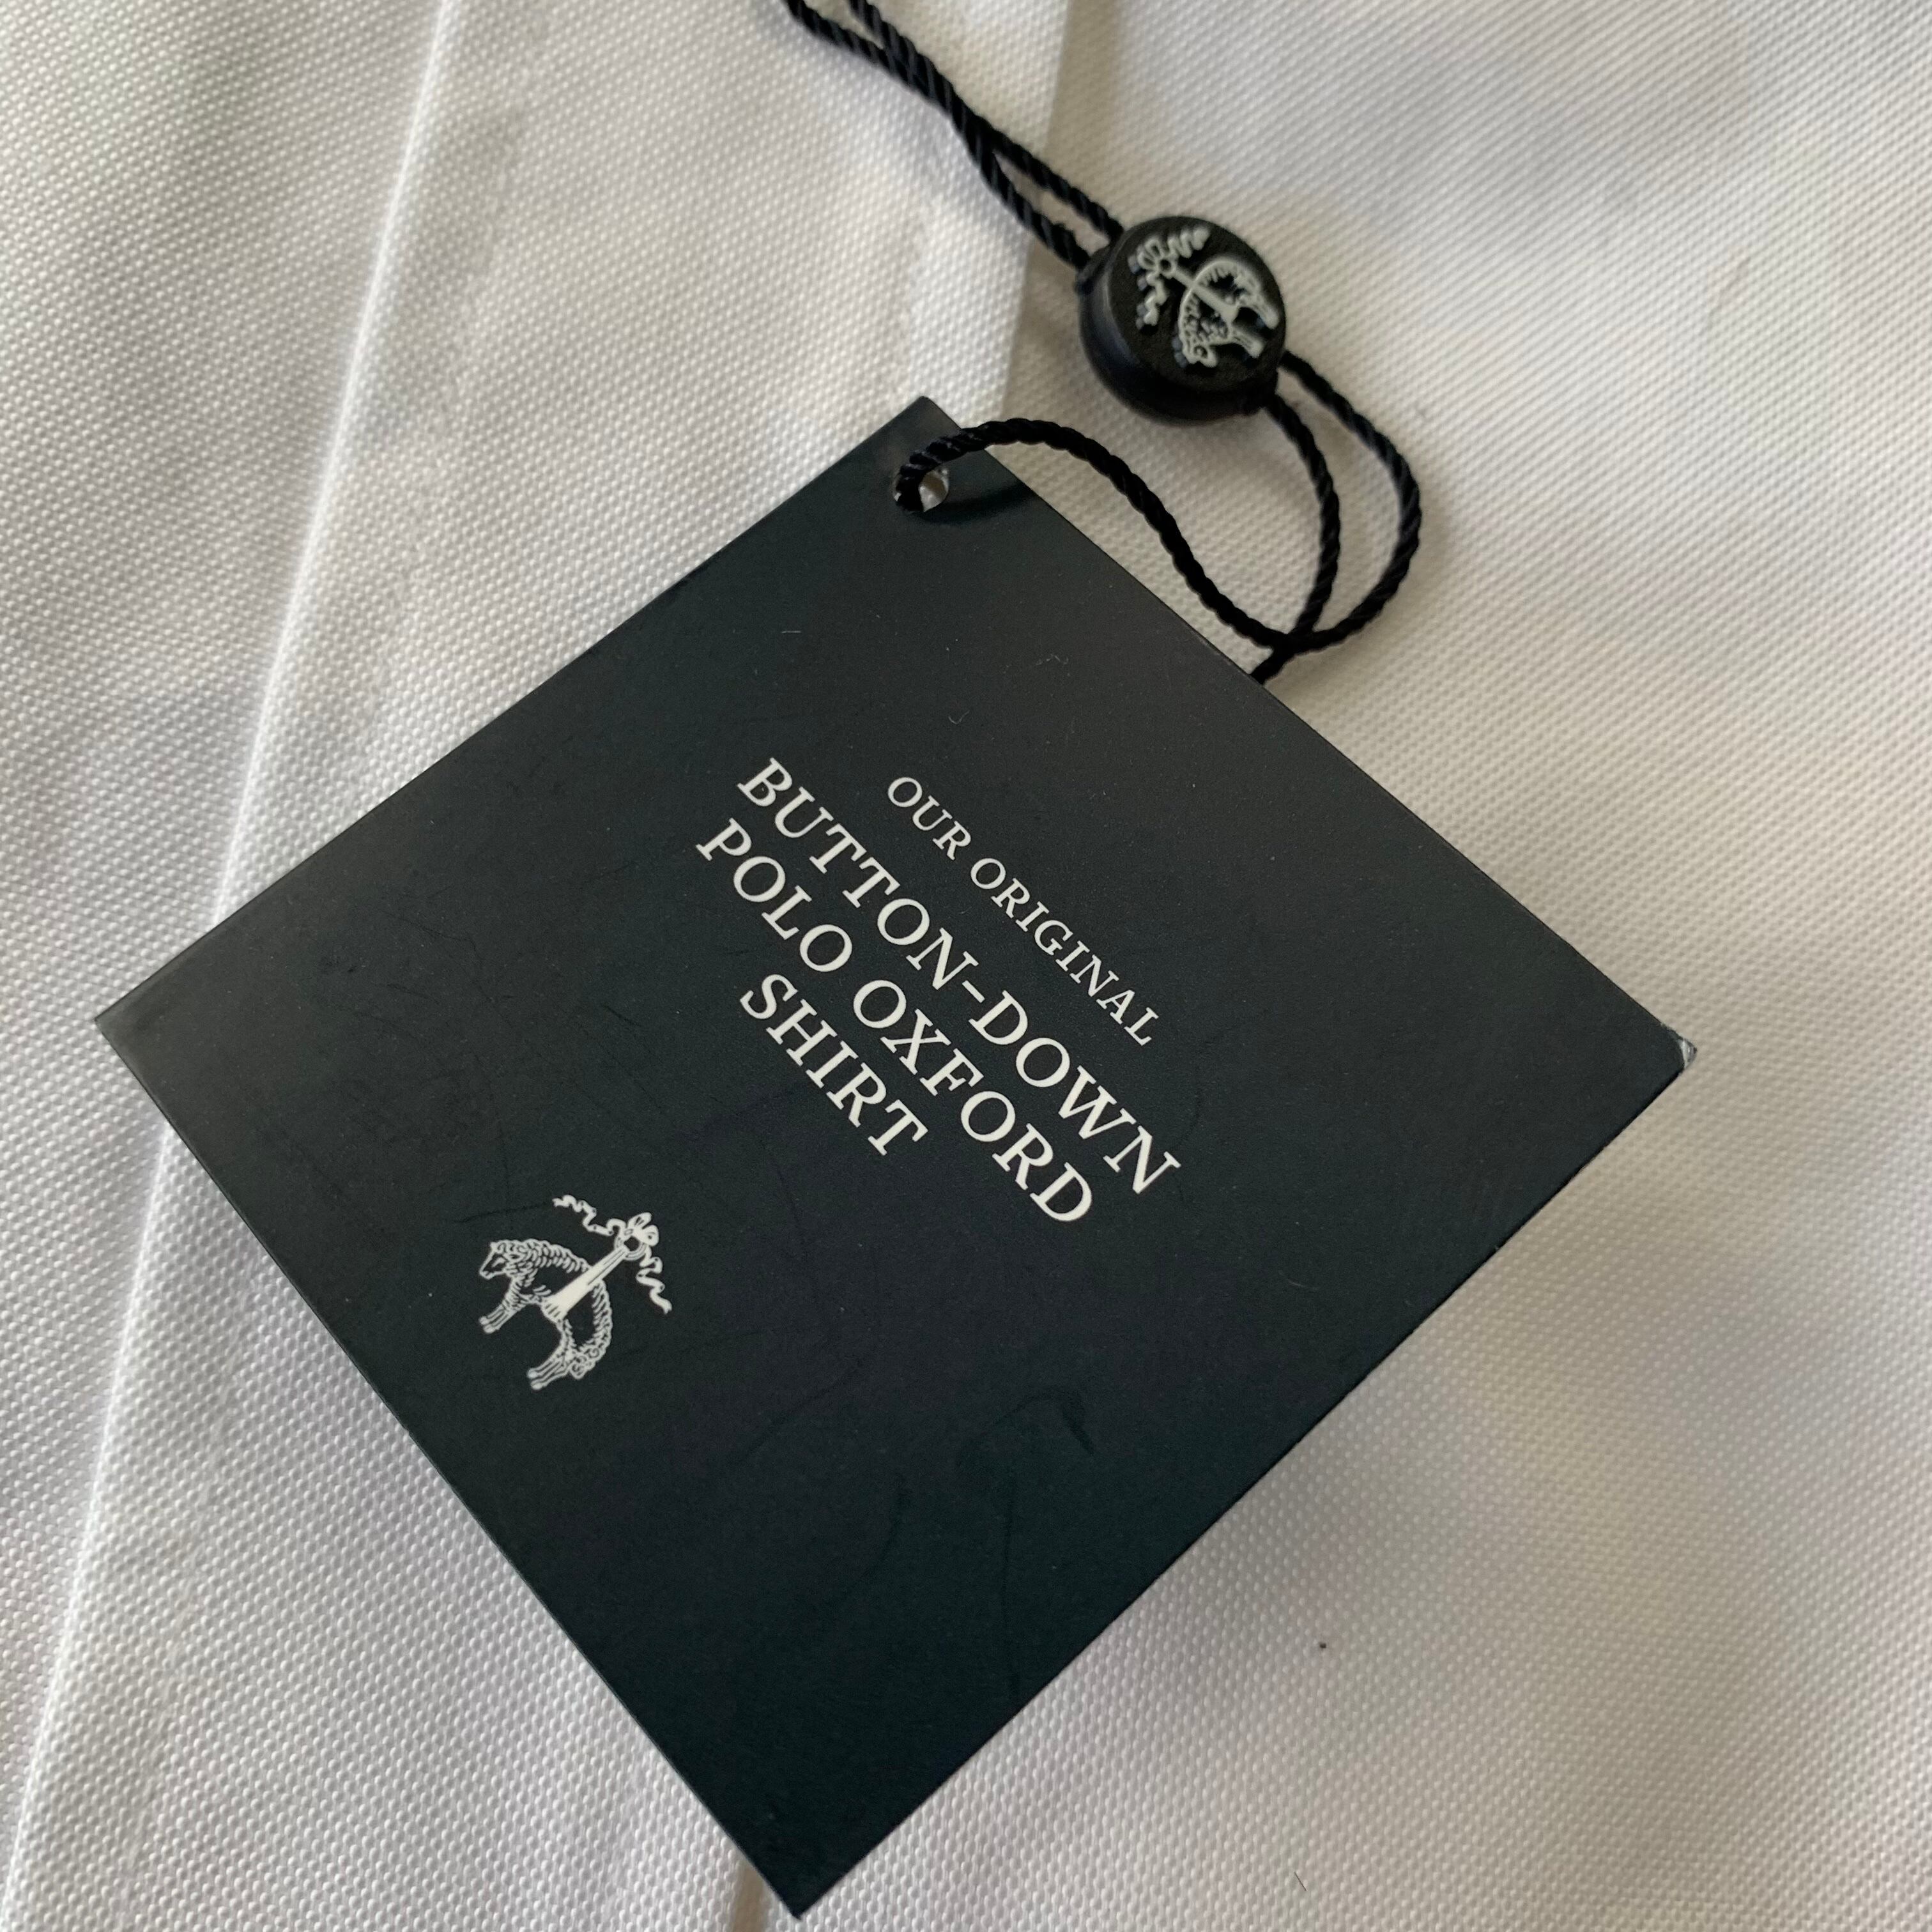 OUR ORIGINAL
BUTTON-DOWN
POLO OXFORD
SHIRT